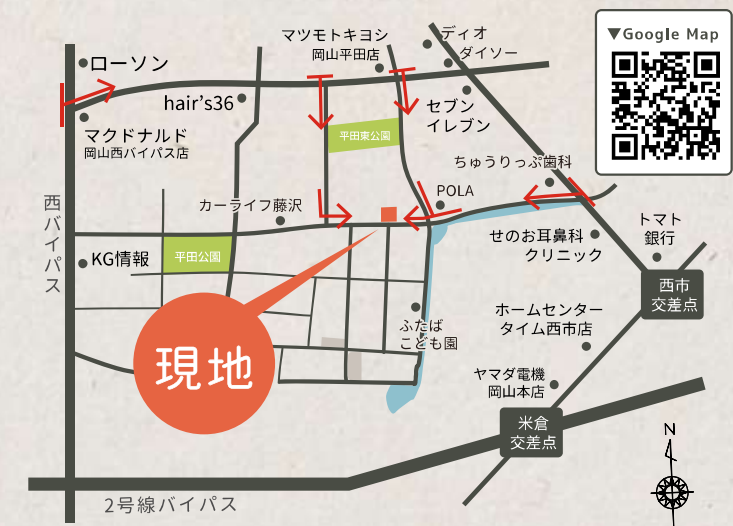 ▼Google Map
ローソン
マツモトキヨシ
岡山平田店
ディオ
ダイソー
hair's36
セブン
イレブン
マクドナルド
岡山西バイパス店
平田東公園
ちゅうりっぷ歯科
POLA
西バイパス
カーライフ藤沢
KG情報
平田公園
せのお耳鼻科
クリニック
トマト
銀行
西市
交差点
現地
ふたば
こども園
ホームセンター
タイム西市店
ヤマダ電機
岡山本店
米倉
交差点
N
2号線バイパス